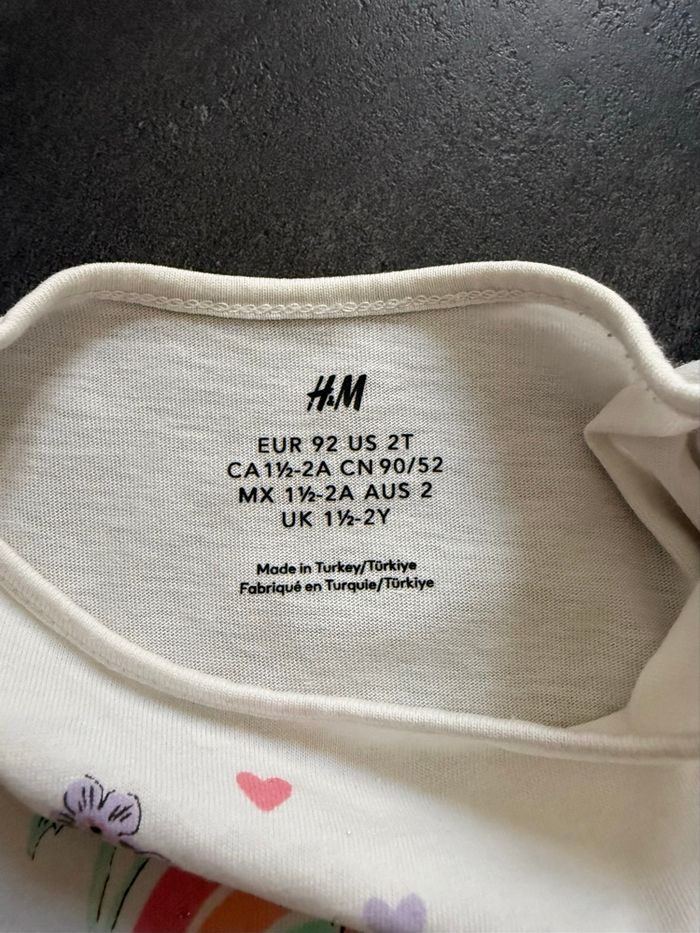 H&M
EUR 92 US 2T
CA 1½-2A CN 90/52
MX 1½-2A AUS 2
UK 1½-2Y
Made in Turkey/Türkiye
Fabriqué en Turquie/Türkiye